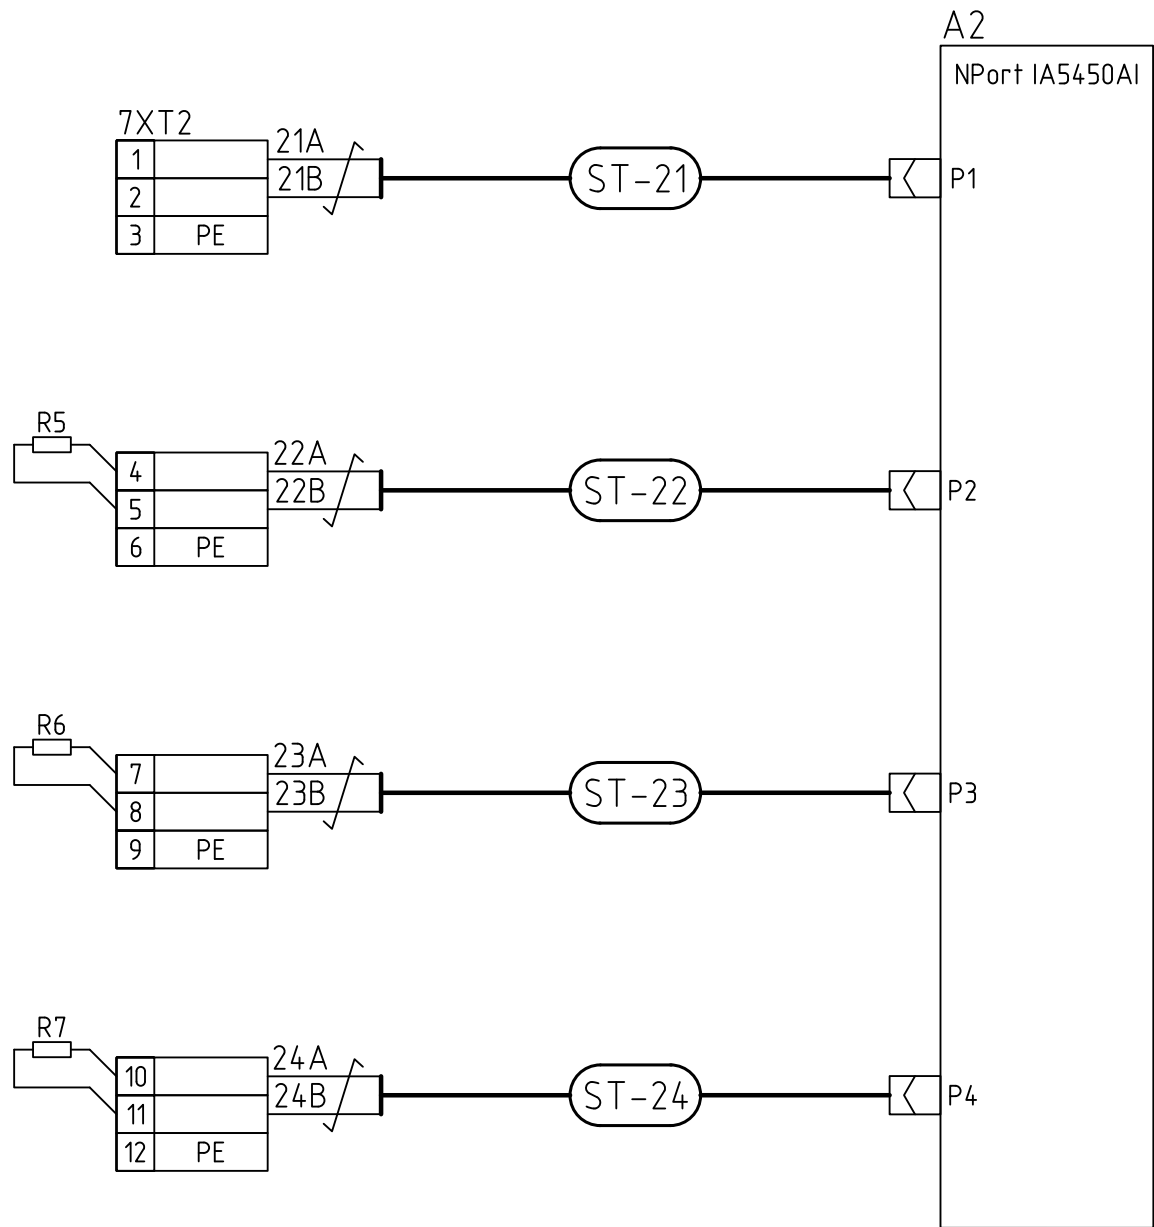 A2
NPort IA5450AI
7XT2
1
21A
2
21B
3 PE
ST-21
P1
R5
4
22A
5
22B
6 PE
ST-22
P2
R6
7
23A
8
23B
9 PE
ST-23
P3
R7
10
24A
11
24B
12 PE
ST-24
P4